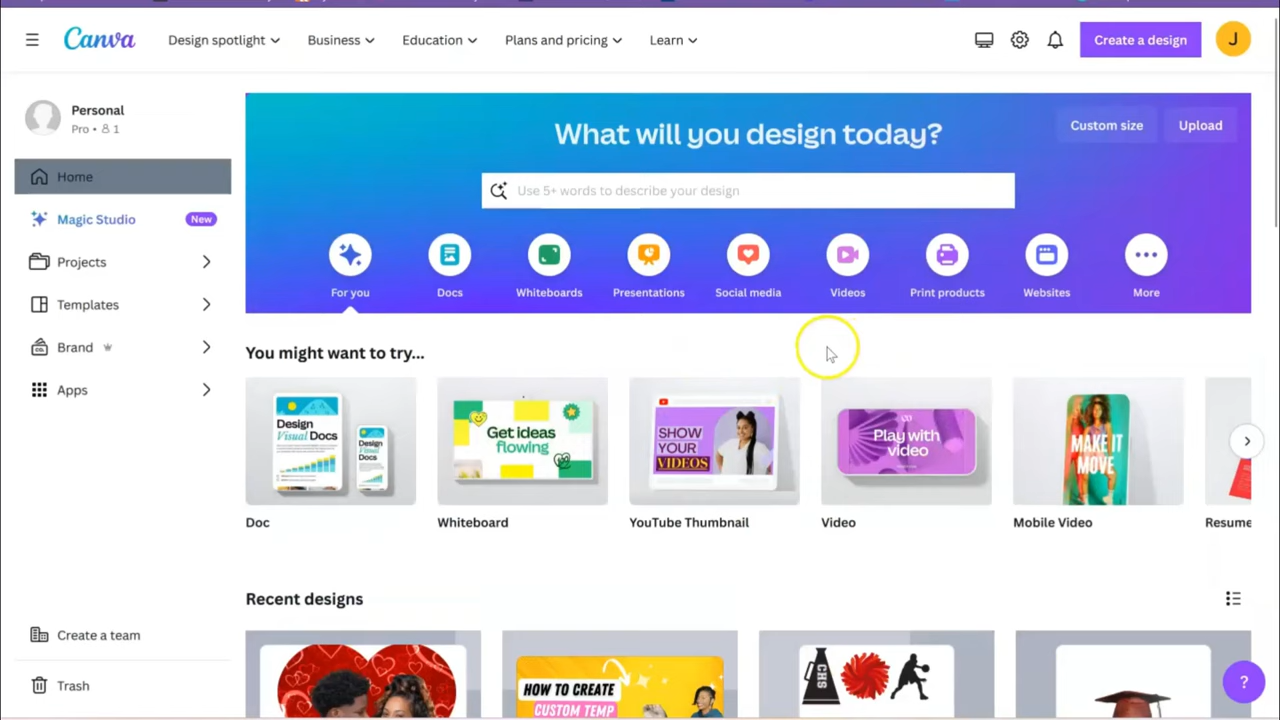 Canva
Design spotlight
Business
Education
Plans and pricing
Learn
Create a design
J
Personal
Pro • 1
Home
Magic Studio
New
Projects
Templates
Brand
Apps
Create a team
Trash
What will you design today?
Custom size
Upload
Use 5+ words to describe your design
For you
Docs
Whiteboards
Presentations
Social media
Videos
Print products
Websites
More
You might want to try...
Design
Visual Docs
Design
Visual Docs
Get ideas
flowing
SHOW
YOUR
VIDEOS
Play with
video
MAKE IT
MOVE
Doc
Whiteboard
YouTube Thumbnail
Video
Mobile Video
Resume
Recent designs
HOW TO CREATE
CUSTOM TEMP
CHS
?